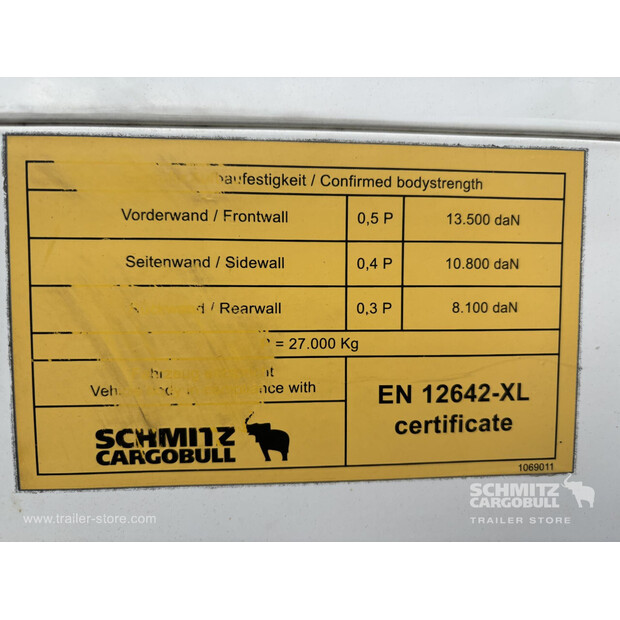 aufestigkeit / Confirmed bodystrength
Vorderwand / Frontwall 0,5 P 13.500 daN
Seitenwand / Sidewall 0,4 P 10.800 daN
/ Rearwall 0,3 P 8.100 daN
= 27.000 Kg
with
EN 12642-XL
certificate
SCHMITZ
CARGOBULL
1069011
www.trailer-store.com
SCHMITZ
CARGOBULL
TRAILER STORE